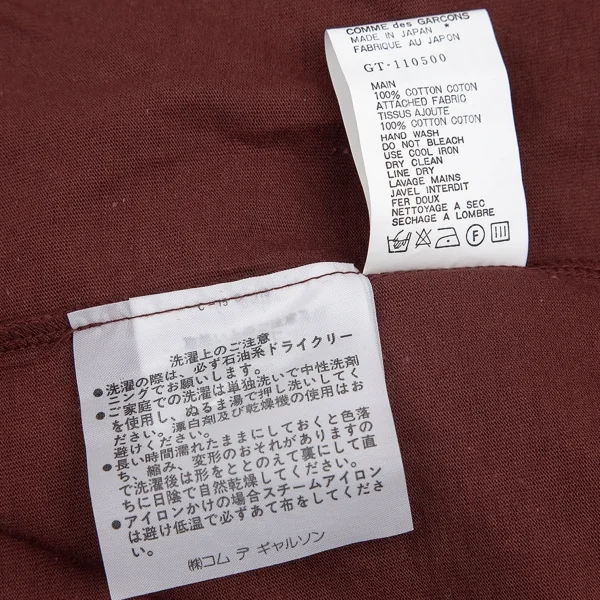 COMME des GARCONS
MADE IN JAPAN *
FABRIQUE AU JAPON
GT-110500
MAIN
100% COTTON COTON
ATTACHED FABRIC
TISSUS AJOUTE
100% COTTON COTON
HAND WASH
DO NOT BLEACH
USE COOL IRON
DRY CLEAN
LINE DRY
LAVAGE MAINS
JAVEL INTERDIT
FER DOUX
NETTOYAGE A SEC
SECHAGE A LOMBRE
F
洗濯上のご注意
●洗濯の際は、必ず石油系ドライクリー
ニングでお願いします。
●ご家庭での洗濯は単独洗いで中性洗剤
を使用し、ぬるま湯で押し洗いしてく
ださい。漂白剤及び乾燥機の使用はお
避けください。
●長い時間濡れたままにしておくと色落
ち、縮み、変形のおそれがありますの
で洗濯後は形をととのえて裏にして直
ちに日陰で自然乾燥してください。
●アイロンかけの場合スチームアイロン
は避け低温で必ずあて布をしてくださ
い。
㈱コム デ ギャルソン